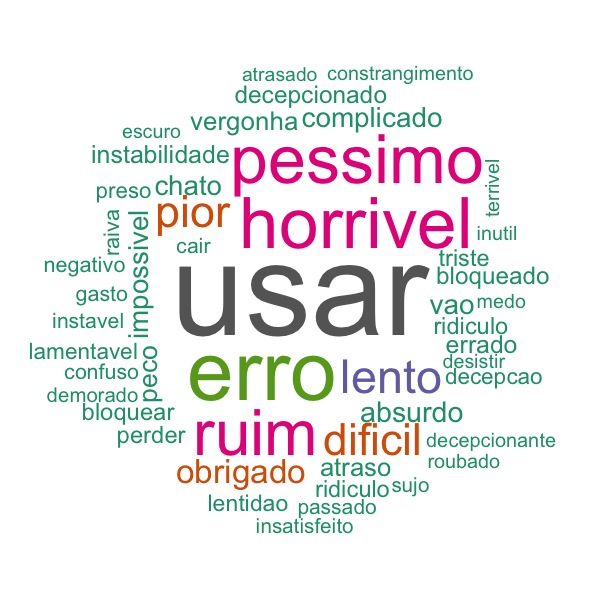 atrasado
constrangimento
decepcionado
escuro
vergonha
complicado
instabilidade
pessimo
terrivel
preso
chato
pior
horrivel
raiva
impossivel
cair
inutil
negativo
usar
triste
bloqueado
gasto
vao
medo
instavel
ridiculo
lamentavel
erro
errado
confuso
peco
lento
desistir
decepcao
demorado
bloquear
absurdo
perder
ruim
dificil
decepcionante
obrigado
atraso
roubado
ridiculo
sujo
lentidao
passado
insatisfeito